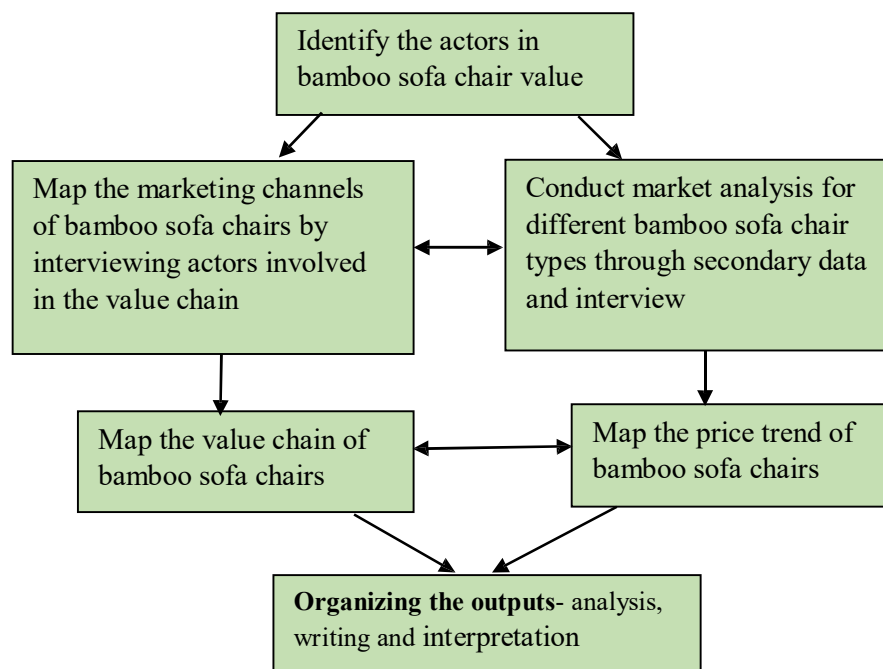 Identify the actors in
bamboo sofa chair value
Map the marketing channels
of bamboo sofa chairs by
interviewing actors involved
in the value chain
Conduct market analysis for
different bamboo sofa chair
types through secondary data
and interview
Map the value chain of
bamboo sofa chairs
Map the price trend of
bamboo sofa chairs
Organizing the outputs- analysis,
writing and interpretation